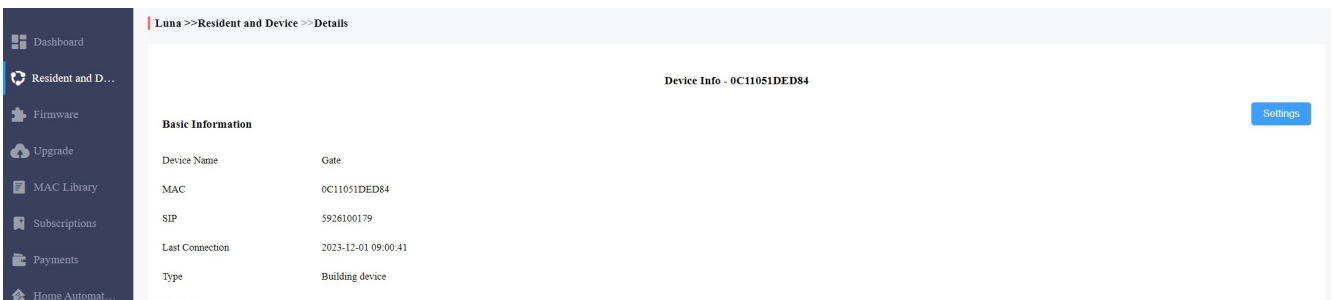 Luna >>Resident and Device >>Details
Dashboard
Resident and D...
Firmware
Upgrade
MAC Library
Subscriptions
Payments
Home Automat...
Device Info - 0C11051DED84
Settings
Basic Information
Device Name Gate
MAC 0C11051DED84
SIP 5926100179
Last Connection 2023-12-01 09:00:41
Type Building device